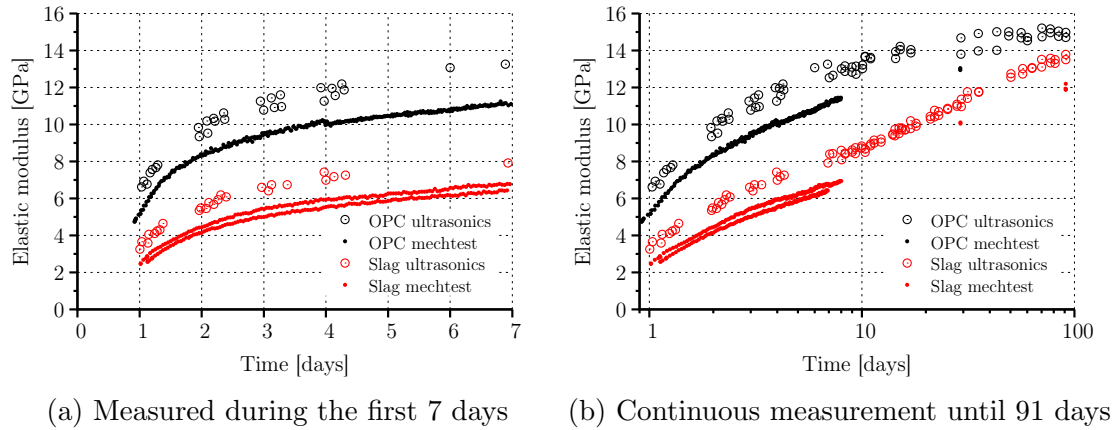 16
14
12
10
8
6
4
2
0
Elastic modulus [GPa]
0 1 2 3 4 5 6 7
Time [days]
OPC ultrasonics
OPC mechtest
Slag ultrasonics
Slag mechtest
(a) Measured during the first 7 days
16
14
12
10
8
6
4
2
0
Elastic modulus [GPa]
1 10 100
Time [days]
OPC ultrasonics
OPC mechtest
Slag ultrasonics
Slag mechtest
(b) Continuous measurement until 91 days